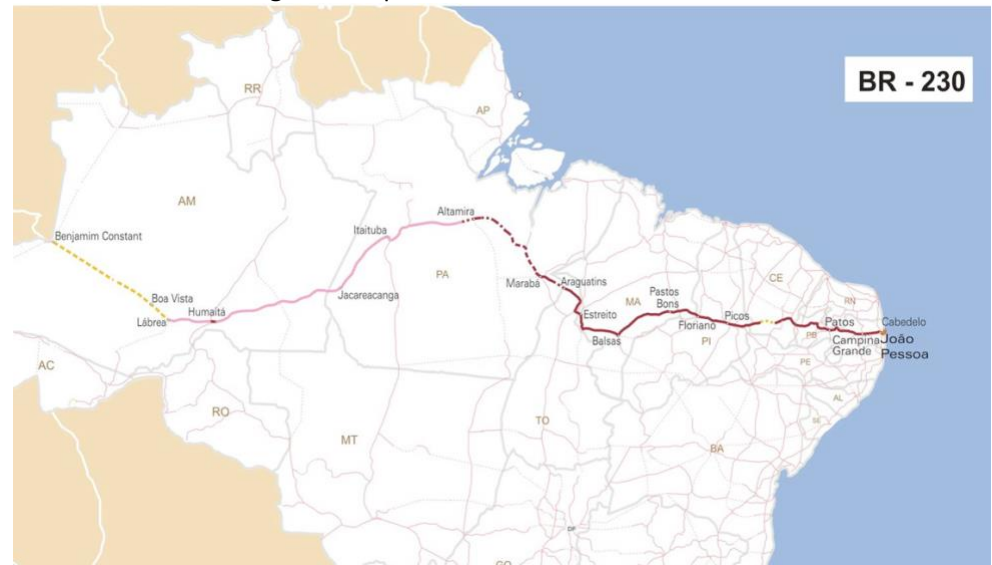 BR - 230
RR
AP
AM
Altamira
Itaituba
Benjamim Constant
PA
CE
Marabá
Araguatins
Jacareacanga
Boa Vista
Pastos
Bons
MA
RN
Humaitá
Estreito
Lábrea
Floriano
Picos
Patos
Cabedelo
Balsas
PI
PB
Campina
Grande
João
Pessoa
PE
AC
AL
RO
TO
SE
MT
BA
DF